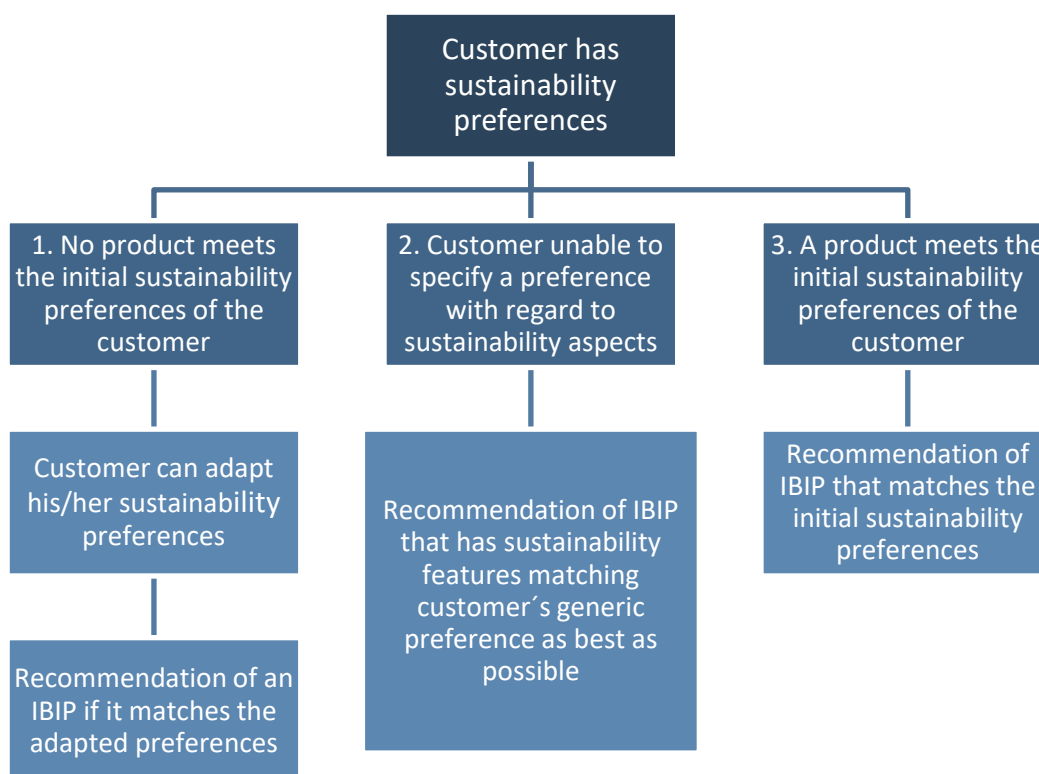 Customer has
sustainability
preferences
1. No product meets
the initial sustainability
preferences of the
customer
2. Customer unable to
specify a preference
with regard to
sustainability aspects
3. A product meets the
initial sustainability
preferences of the
customer
Customer can adapt
his/her sustainability
preferences
Recommendation of IBIP
that has sustainability
features matching
customer´s generic
preference as best as
possible
Recommendation of
IBIP that matches the
initial sustainability
preferences
Recommendation of an
IBIP if it matches the
adapted preferences